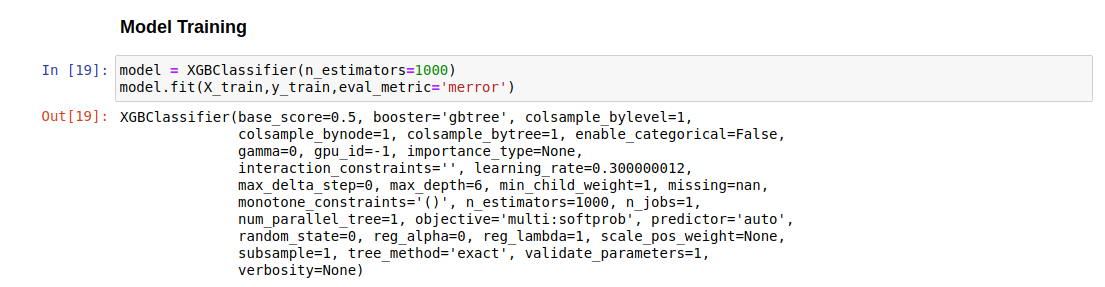 Model Training
In [19]: model = XGBClassifier(n_estimators=1000)
model.fit(X_train,y_train,eval_metric='merror')
Out[19]: XGBClassifier(base_score=0.5, booster='gbtree', colsample_bylevel=1,
colsample_bynode=1, colsample_bytree=1, enable_categorical=False,
gamma=0, gpu_id=-1, importance_type=None,
interaction_constraints='', learning_rate=0.300000012,
max_delta_step=0, max_depth=6, min_child_weight=1, missing=nan,
monotone_constraints='()', n_estimators=1000, n_jobs=1,
num_parallel_tree=1, objective='multi:softprob', predictor='auto',
random_state=0, reg_alpha=0, reg_lambda=1, scale_pos_weight=None,
subsample=1, tree_method='exact', validate_parameters=1,
verbosity=None)